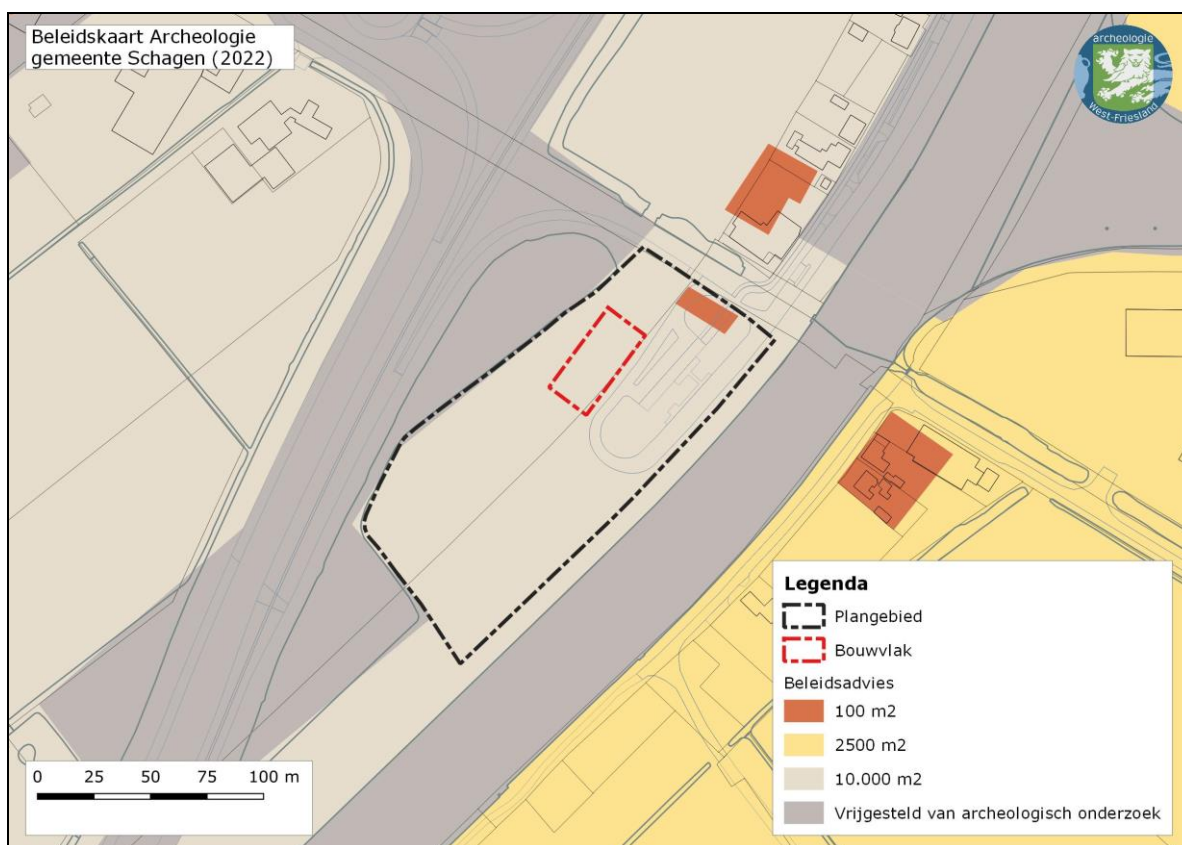 Beleidskaart Archeologie
gemeente Schagen (2022)
archeologie
West-Friesland
Legenda
Plangebied
Bouwvlak
Beleidsadvies
100 m2
2500 m2
10.000 m2
Vrijgesteld van archeologisch onderzoek
0 25 50 75 100 m